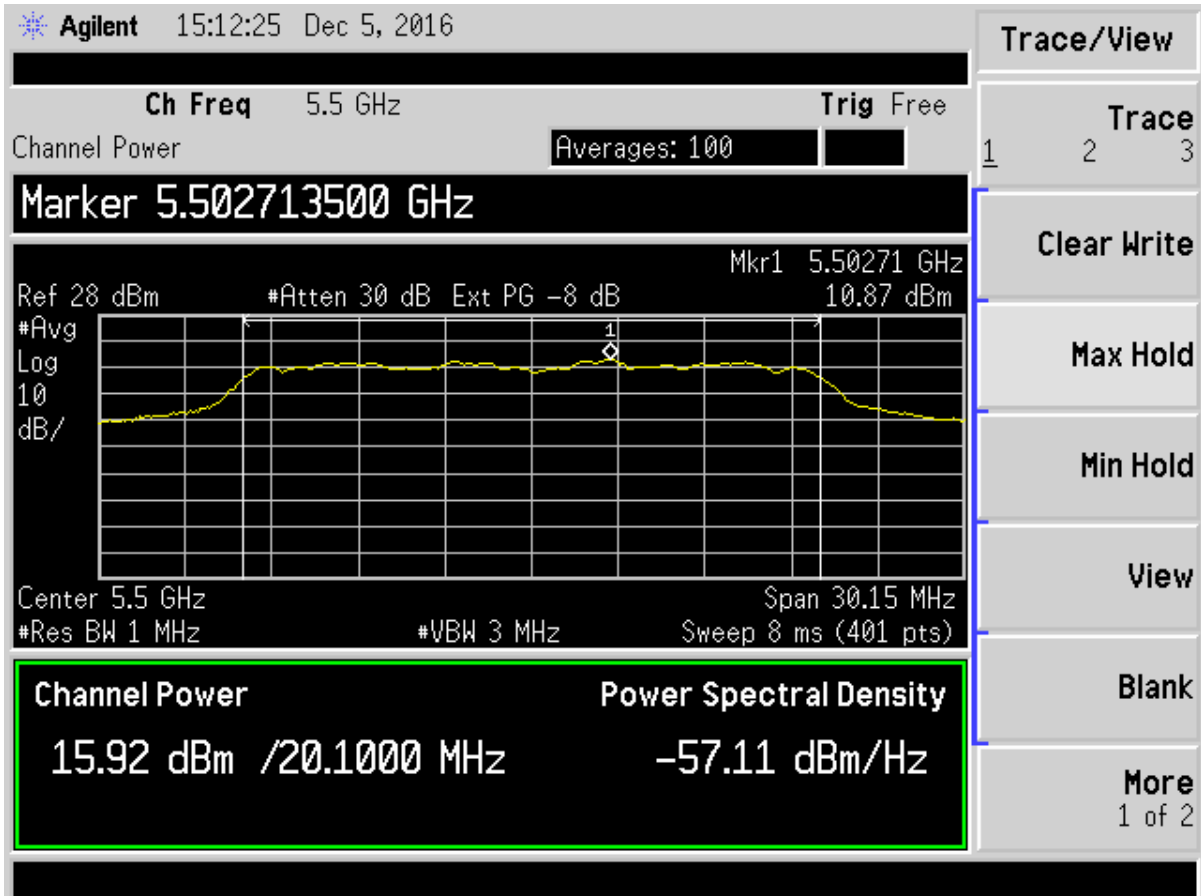 Agilent 15:12:25 Dec 5, 2016
Trace/View
Ch Freq 5.5 GHz Trig Free
Channel Power Averages: 100
Marker 5.502713500 GHz
Mkr1 5.50271 GHz
Ref 28 dBm #Atten 30 dB Ext PG −8 dB 10.87 dBm
#Avg
Log
10
dB/
1
Center 5.5 GHz Span 30.15 MHz
#Res BW 1 MHz #VBW 3 MHz Sweep 8 ms (401 pts)
Channel Power Power Spectral Density
15.92 dBm /20.1000 MHz −57.11 dBm/Hz
Trace
1 2 3
Clear Write
Max Hold
Min Hold
View
Blank
More
1 of 2